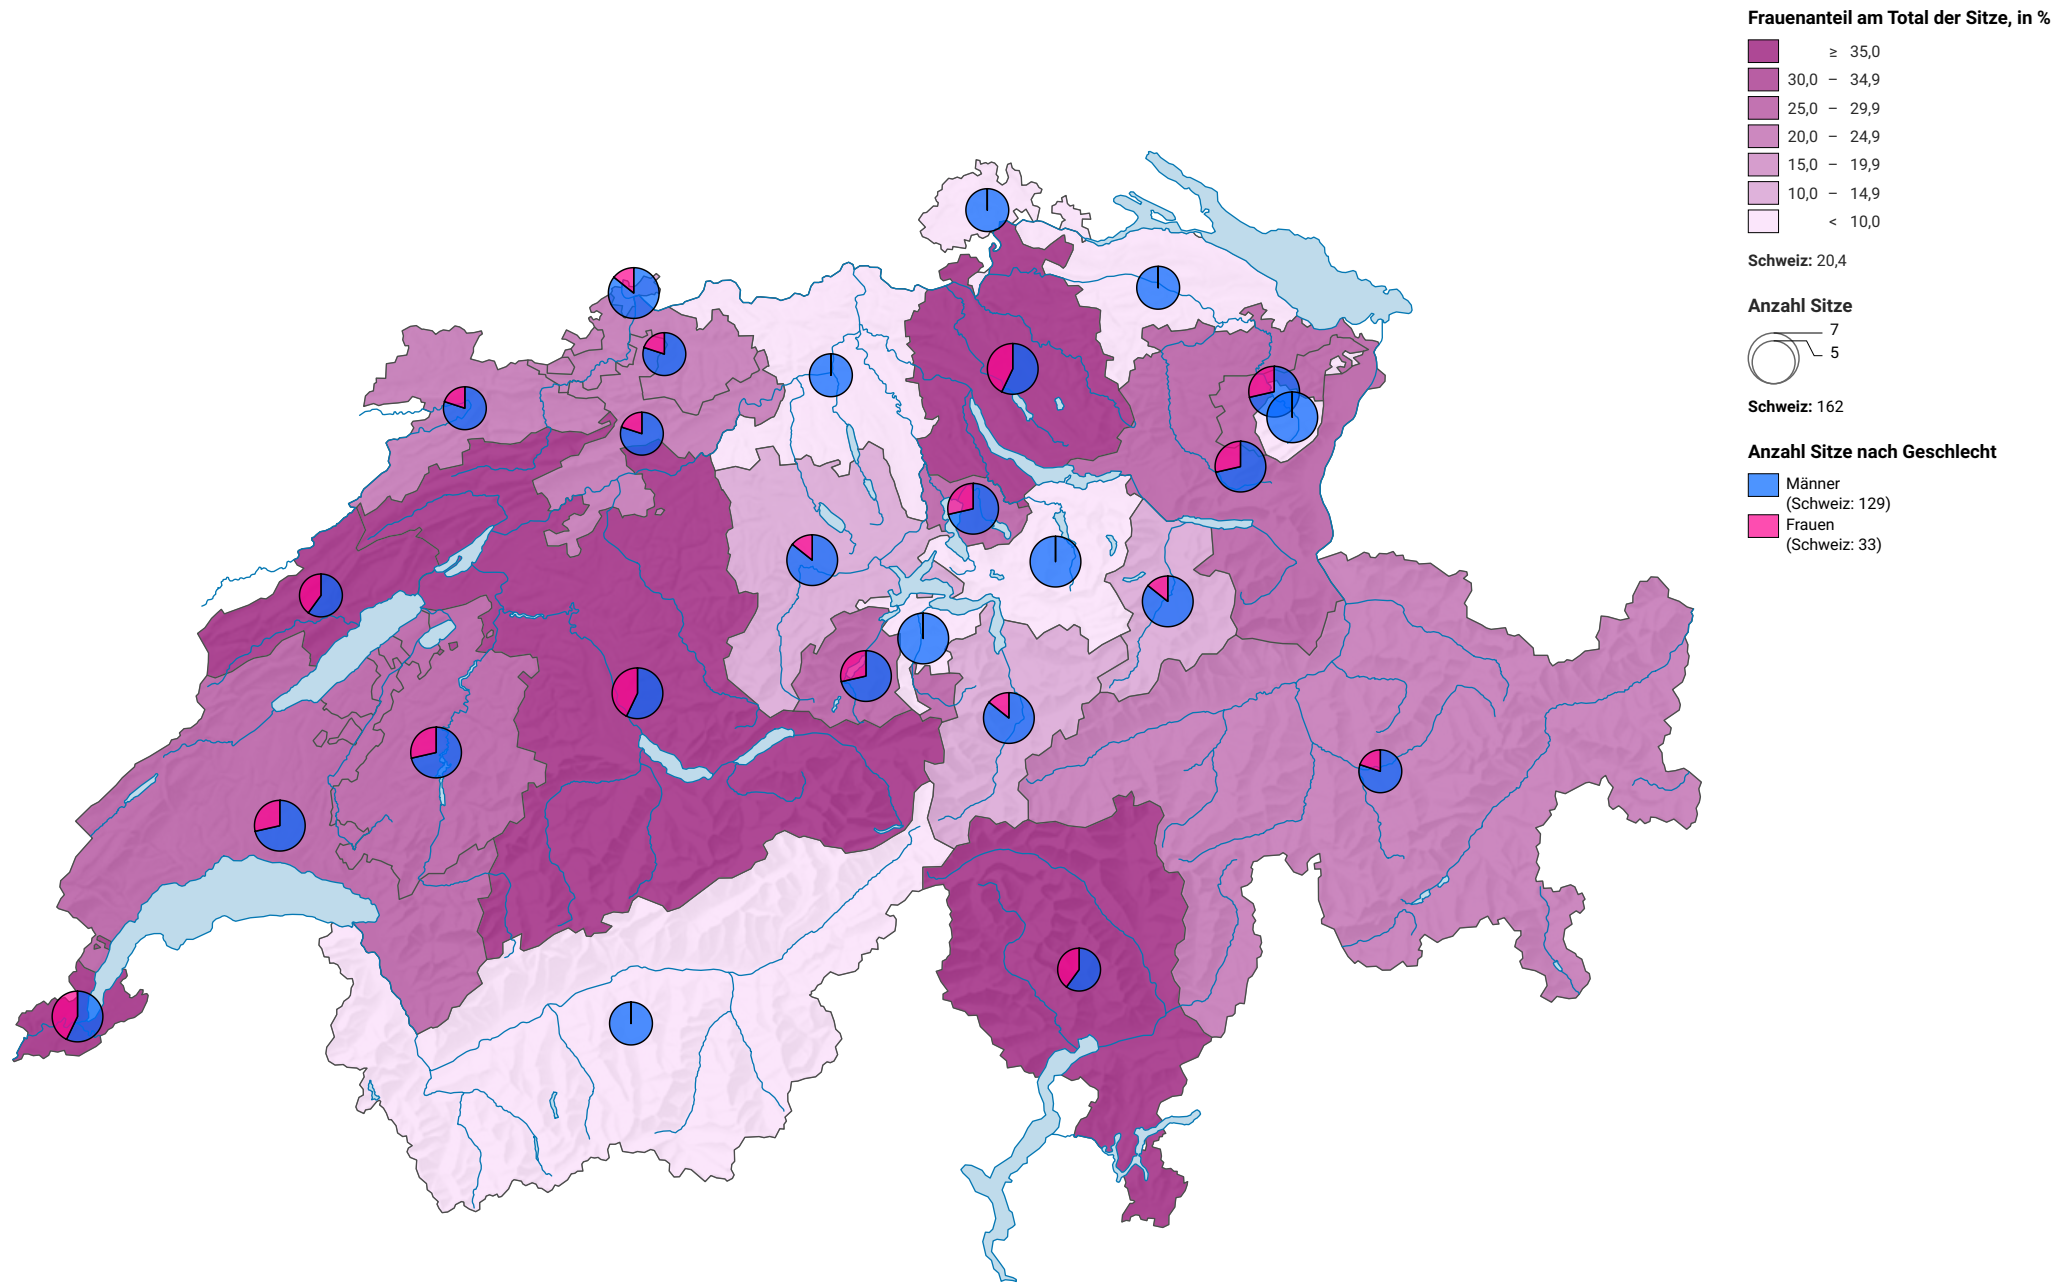 Frauenanteil am Total der Sitze, in %
≥ 35,0
30,0 – 34,9
25,0 – 29,9
20,0 – 24,9
15,0 – 19,9
10,0 – 14,9
< 10,0
Schweiz: 20,4
Anzahl Sitze
7
5
Schweiz: 162
Anzahl Sitze nach Geschlecht
Männer
(Schweiz: 129)
Frauen
(Schweiz: 33)